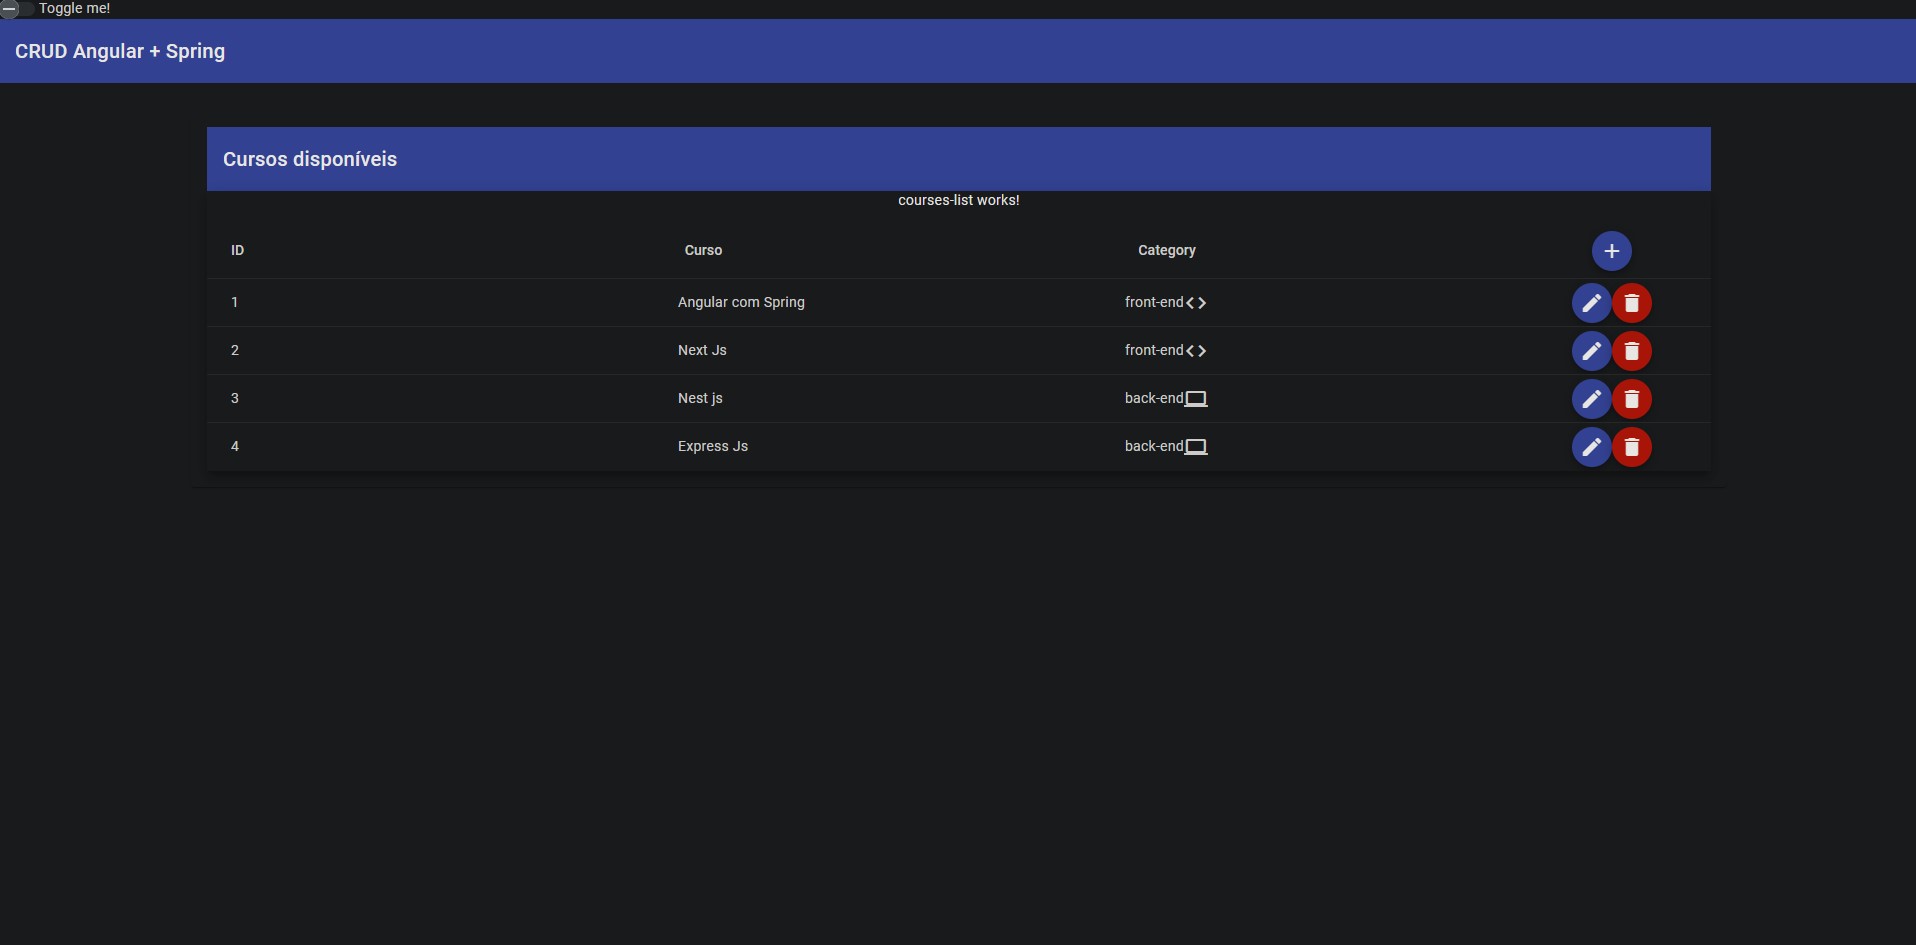 Toggle me!
CRUD Angular + Spring
Cursos disponíveis
courses-list works!
ID Curso Category
1 Angular com Spring front-end
2 Next Js front-end
3 Nest js back-end
4 Express Js back-end